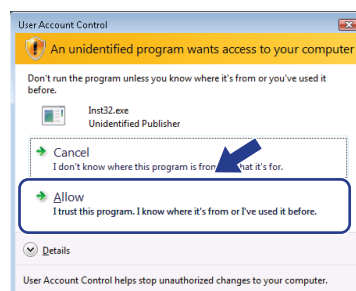 User Account Control
An unidentified program wants access to your computer
Don't run the program unless you know where it's from or you've used it
before.
Inst32.exe
Unidentified Publisher
Cancel
I don't know where this program is from hat it's for.
Allow
I trust this program. I know where it's from or I've used it before.
Details
User Account Control helps stop unauthorized changes to your computer.